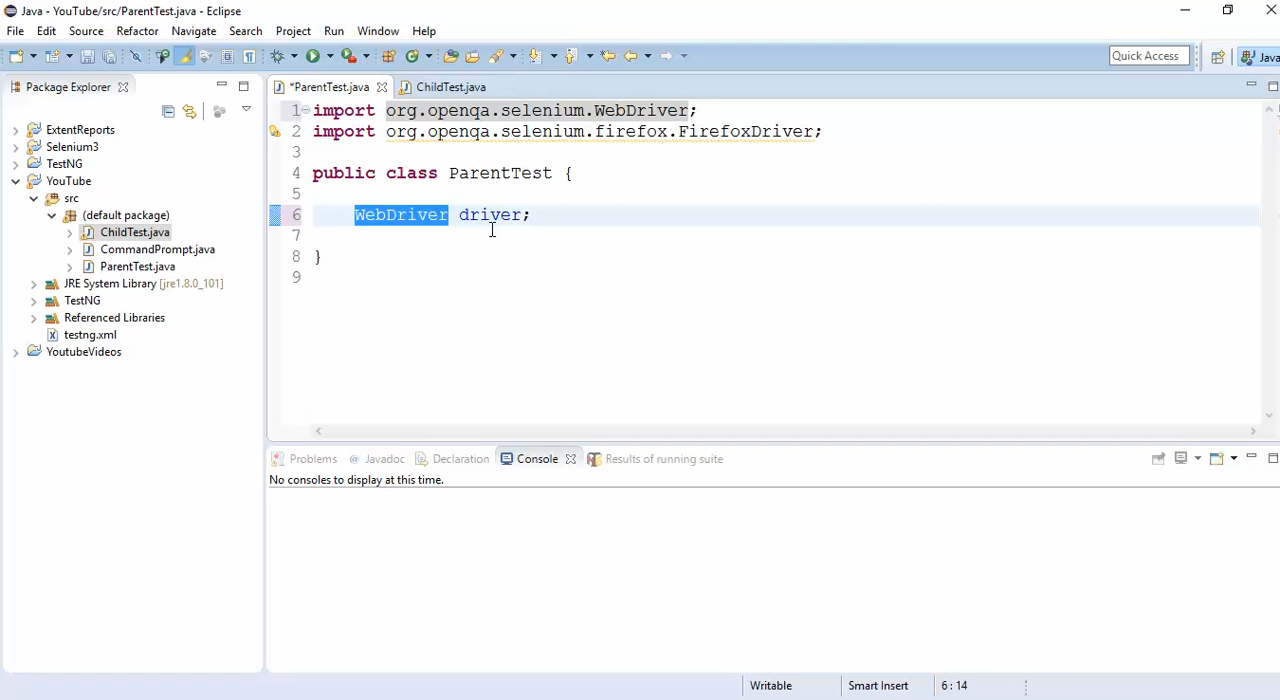 Java - YouTube/src/ParentTest.java - Eclipse
File Edit Source Refactor Navigate Search Project Run Window Help
Quick Access
Java
Package Explorer
*ParentTest.java ChildTest.java
ExtentReports
Selenium3
TestNG
YouTube
src
(default package)
ChildTest.java
CommandPrompt.java
ParentTest.java
JRE System Library [jre1.8.0_101]
TestNG
Referenced Libraries
testng.xml
YoutubeVideos
1 import org.openqa.selenium.WebDriver;
2 import org.openqa.selenium.firefox.FirefoxDriver;
3
4 public class ParentTest {
5
6 WebDriver driver;
7
8 }
9
Problems @ Javadoc Declaration Console Results of running suite
No consoles to display at this time.
Writable Smart Insert 6 : 14